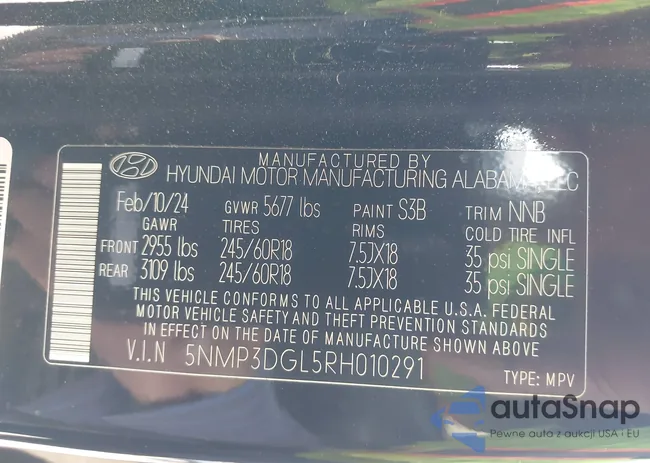 MANUFACTURED BY
HYUNDAI MOTOR MANUFACTURING ALABAMA, LLC
Feb/10/24 GVWR 5677 lbs PAINT S3B TRIM NNB
GAWR TIRES RIMS COLD TIRE INFL
FRONT 2955 lbs 245/60R18 7.5JX18 35 psi SINGLE
REAR 3109 lbs 245/60R18 7.5JX18 35 psi SINGLE
THIS VEHICLE CONFORMS TO ALL APPLICABLE U.S.A. FEDERAL
MOTOR VEHICLE SAFETY AND THEFT PREVENTION STANDARDS
IN EFFECT ON THE DATE OF MANUFACTURE SHOWN ABOVE
V.I.N 5NMP3DGL5RH010291
TYPE: MPV
autaSnap
Pewne auta z aukcji USA i EU